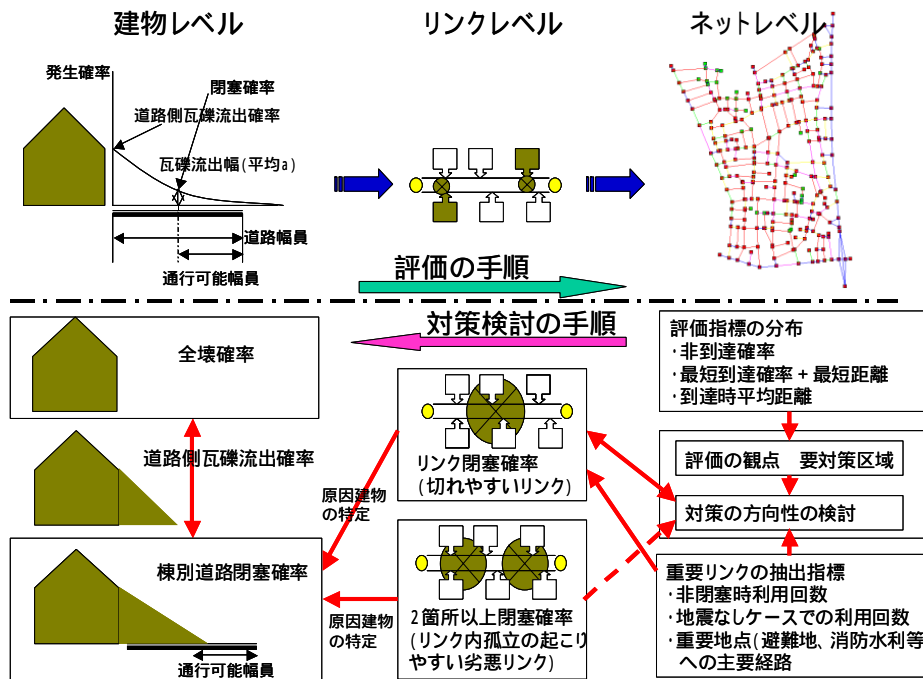 建物レベル
リンクレベル
ネットレベル
発生確率
閉塞確率
道路側瓦礫流出確率
瓦礫流出幅(平均a)
道路幅員
通行可能幅員
評価の手順
対策検討の手順
全壊確率
道路側瓦礫流出確率
棟別道路閉塞確率
通行可能幅員
原因建物
の特定
原因建物
の特定
リンク閉塞確率
(切れやすいリンク)
2箇所以上閉塞確率
(リンク内孤立の起こり
やすい劣悪リンク)
評価指標の分布
・非到達確率
・最短到達確率+最短距離
・到達時平均距離
評価の観点 要対策区域
対策の方向性の検討
重要リンクの抽出指標
・非閉塞時利用回数
・地震なしケースでの利用回数
・重要地点(避難地、消防水利等
への主要経路